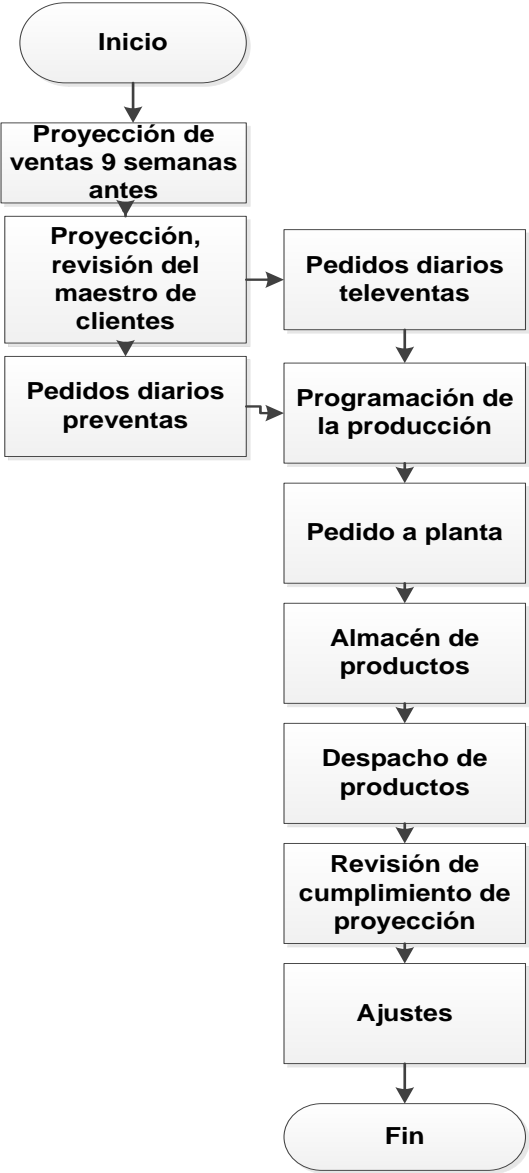 Inicio
Proyección de
ventas 9 semanas
antes
Proyección,
revisión del
maestro de
clientes
Pedidos diarios
televentas
Pedidos diarios
preventas
Programación de
la producción
Pedido a planta
Almacén de
productos
Despacho de
productos
Revisión de
cumplimiento de
proyección
Ajustes
Fin